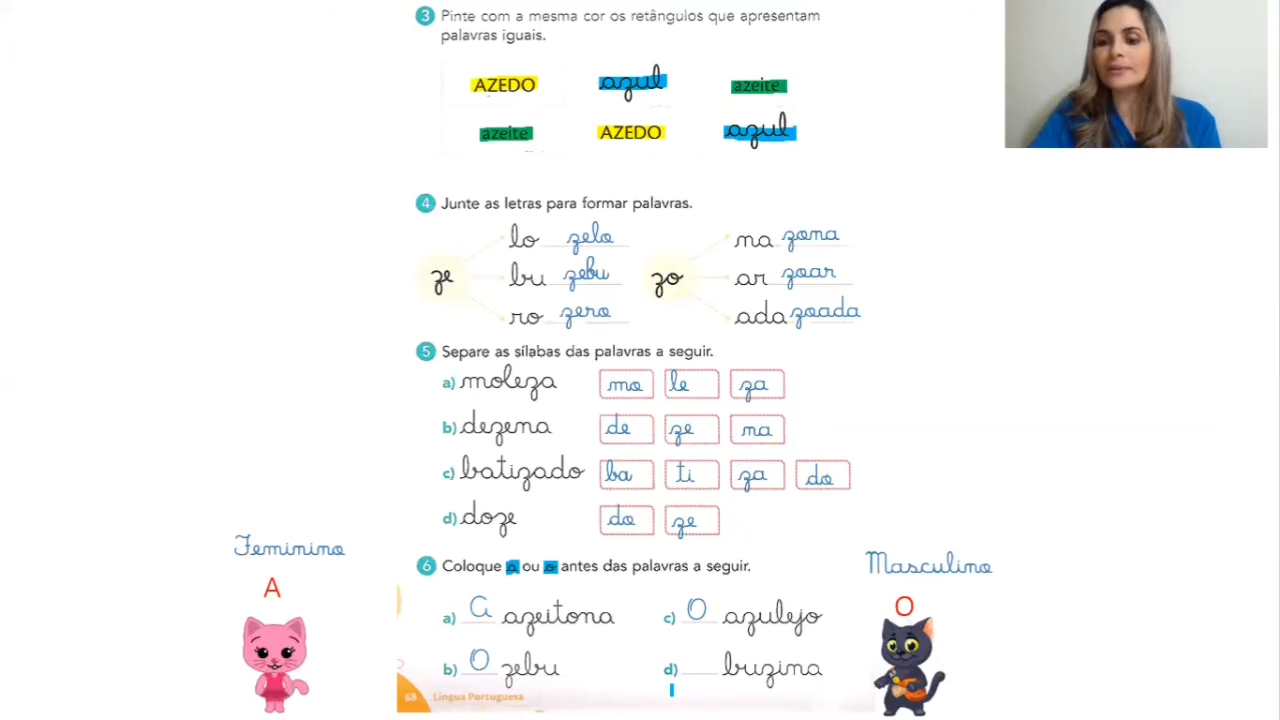 3 Pinte com a mesma cor os retângulos que apresentam
palavras iguais.
AZEDO azul azeite
azeite AZEDO azul
4 Junte as letras para formar palavras.
ze lo zelo zo na zona
bu zebu ar zoar
ro zero ada zoada
5 Separe as sílabas das palavras a seguir.
a) moleza mo le za
b) dezena de ze na
c) batizado ba ti za do
d) doze do ze
Feminino
A
Masculino
O
6 Coloque a ou o antes das palavras a seguir.
a) A azeitona c) O azulejo
b) O zebu d) buzina
68 Língua Portuguesa